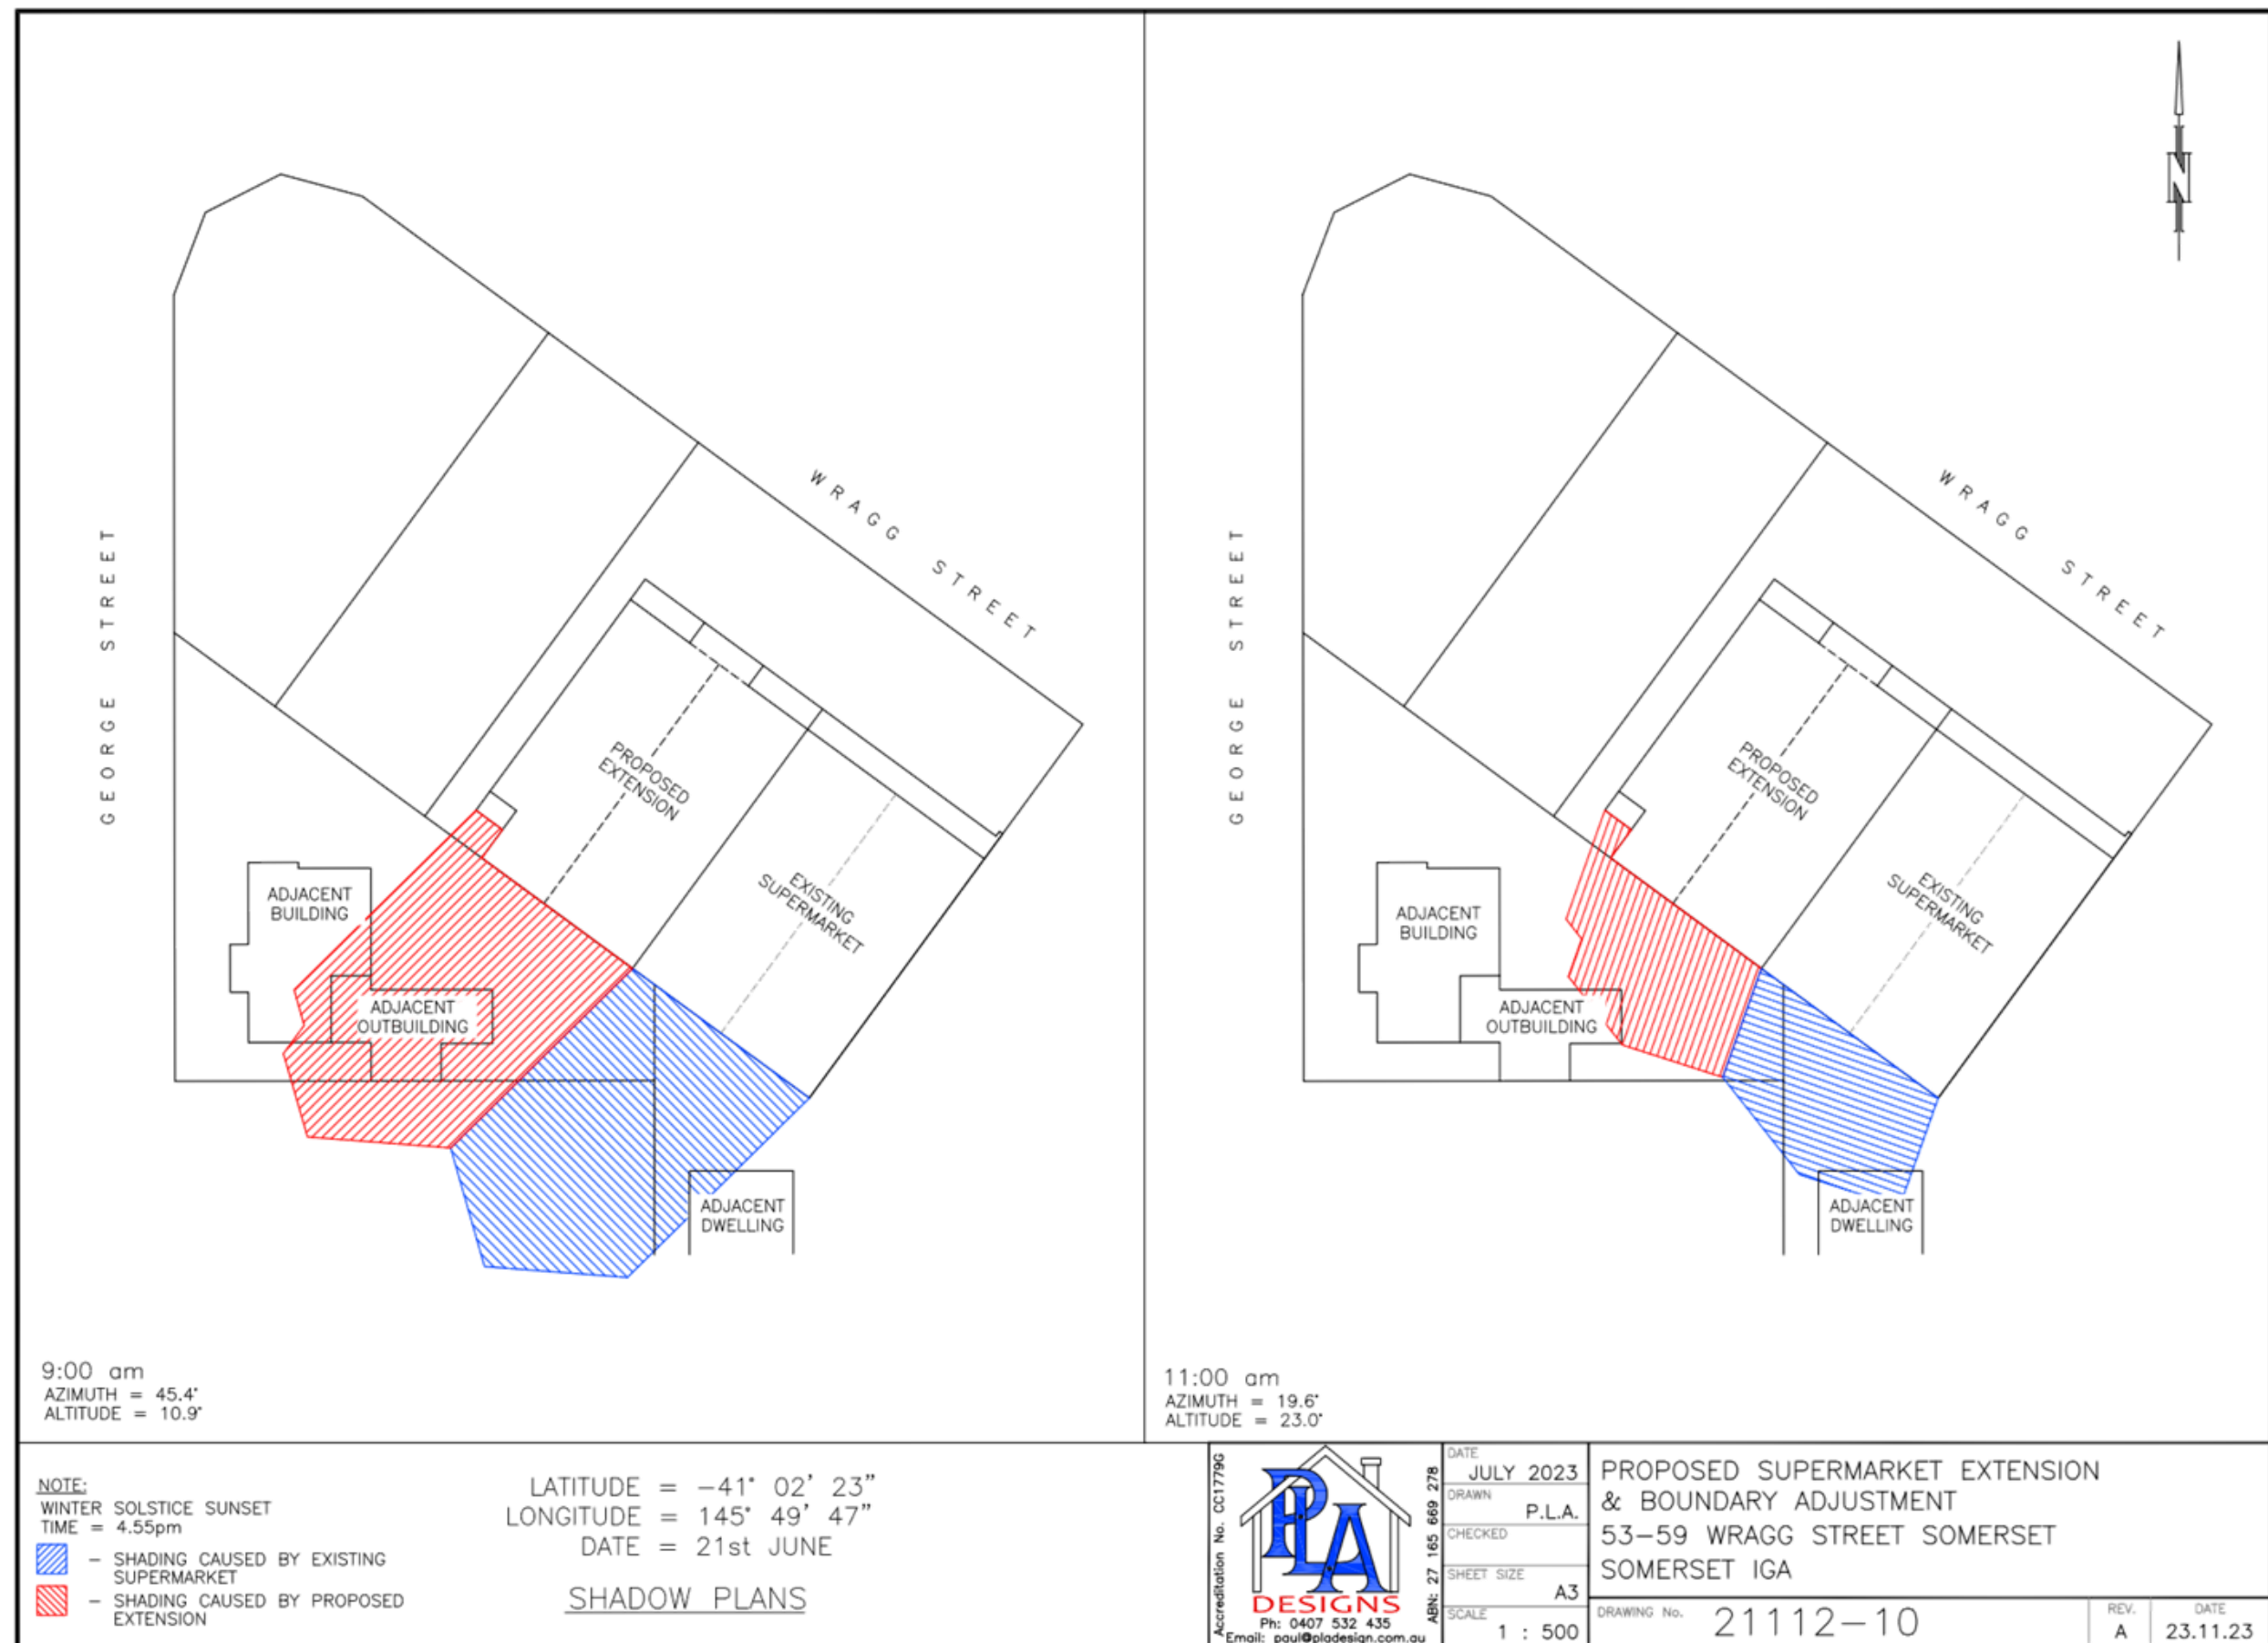 N
WRAGG STREET
GEORGE STREET
PROPOSED
EXTENSION
EXISTING
SUPERMARKET
ADJACENT
BUILDING
ADJACENT
OUTBUILDING
ADJACENT
DWELLING
9:00 am
AZIMUTH = 45.4°
ALTITUDE = 10.9°
WRAGG STREET
GEORGE STREET
PROPOSED
EXTENSION
EXISTING
SUPERMARKET
ADJACENT
BUILDING
ADJACENT
OUTBUILDING
ADJACENT
DWELLING
11:00 am
AZIMUTH = 19.6°
ALTITUDE = 23.0°
NOTE:
WINTER SOLSTICE SUNSET
TIME = 4.55pm
– SHADING CAUSED BY EXISTING
SUPERMARKET
– SHADING CAUSED BY PROPOSED
EXTENSION
LATITUDE = –41° 02' 23"
LONGITUDE = 145° 49' 47"
DATE = 21st JUNE
SHADOW PLANS
Accreditation No. CC1779G
PLA
DESIGNS
Ph: 0407 532 435
Email: paul@pladesign.com.au
ABN: 27 165 669 278
DATE
JULY 2023
DRAWN
P.L.A.
CHECKED
SHEET SIZE
A3
SCALE
1 : 500
PROPOSED SUPERMARKET EXTENSION
& BOUNDARY ADJUSTMENT
53–59 WRAGG STREET SOMERSET
SOMERSET IGA
DRAWING No. 21112–10
REV.
A
DATE
23.11.23